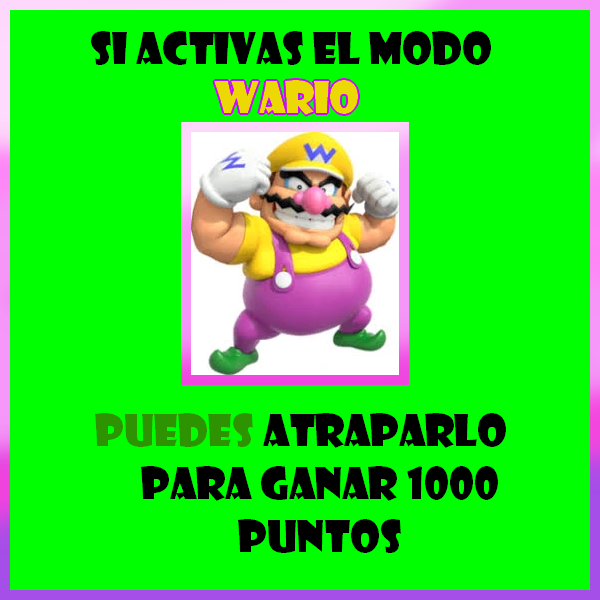 SI ACTIVAS EL MODO
WARIO
PUEDES ATRAPARLO
PARA GANAR 1000
PUNTOS